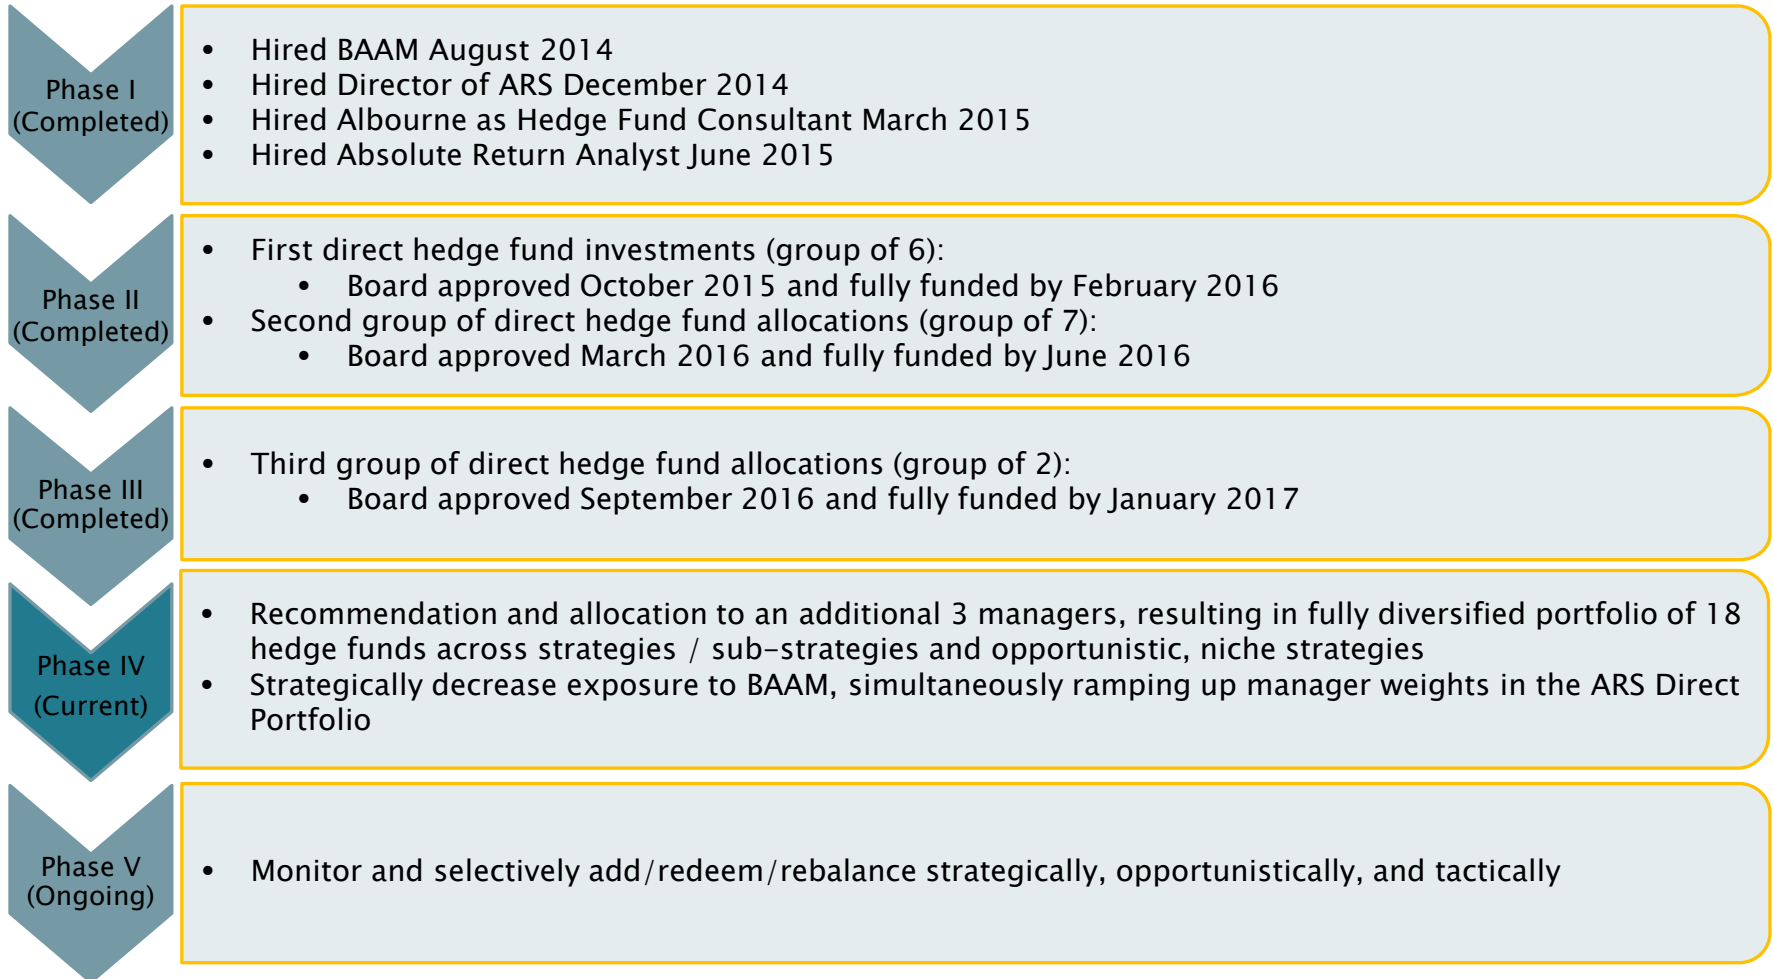 Phase I
(Completed)
• Hired BAAM August 2014
• Hired Director of ARS December 2014
• Hired Albourne as Hedge Fund Consultant March 2015
• Hired Absolute Return Analyst June 2015
Phase II
(Completed)
• First direct hedge fund investments (group of 6):
• Board approved October 2015 and fully funded by February 2016
• Second group of direct hedge fund allocations (group of 7):
• Board approved March 2016 and fully funded by June 2016
Phase III
(Completed)
• Third group of direct hedge fund allocations (group of 2):
• Board approved September 2016 and fully funded by January 2017
Phase IV
(Current)
• Recommendation and allocation to an additional 3 managers, resulting in fully diversified portfolio of 18
hedge funds across strategies / sub-strategies and opportunistic, niche strategies
• Strategically decrease exposure to BAAM, simultaneously ramping up manager weights in the ARS Direct
Portfolio
Phase V
(Ongoing)
• Monitor and selectively add/redeem/rebalance strategically, opportunistically, and tactically